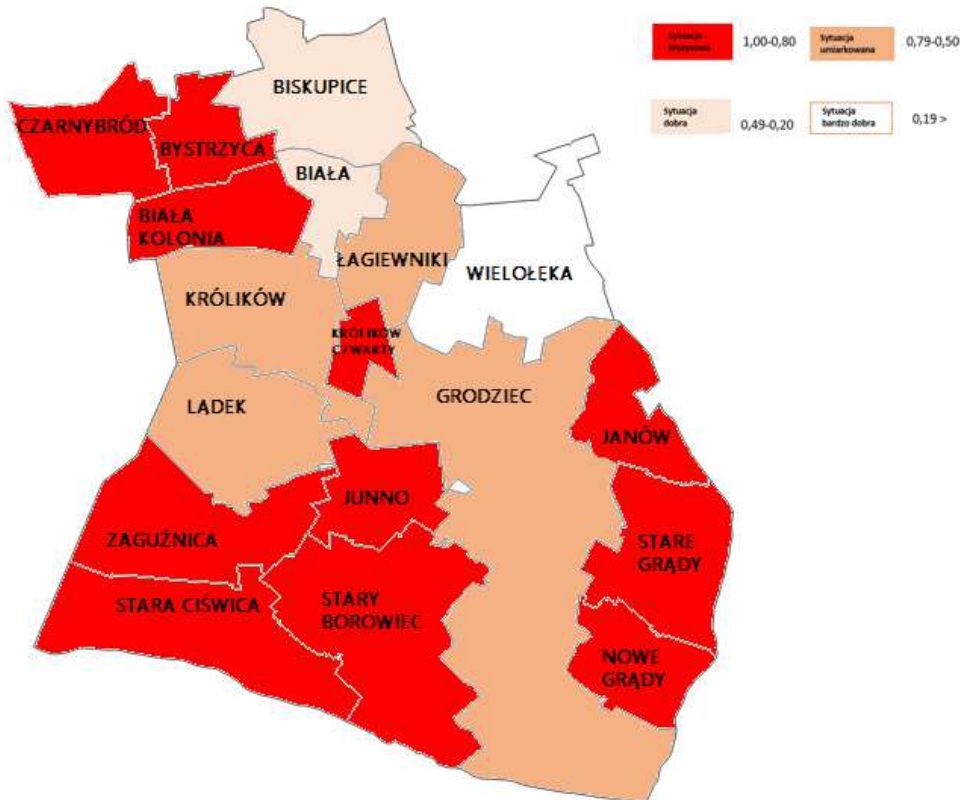 Sytuacja
kryzysowa
1,00-0,80
Sytuacja
umiarkowana
0,79-0,50
Sytuacja
dobra
0,49-0,20
Sytuacja
bardzo dobra
0,19 >
BISKUPICE
CZARNYBRÓD
BYSTRZYCA
BIAŁA
BIAŁA
KOLONIA
ŁAGIEWNIKI
WIELOŁĘKA
KRÓLIKÓW
KRÓLIKÓW
CZWARTY
LĄDEK
GRODZIEC
JANÓW
JUNNO
ZAGUŹNICA
STARE
GRĄDY
STARA CIŚWICA
STARY
BOROWIEC
NOWE
GRĄDY